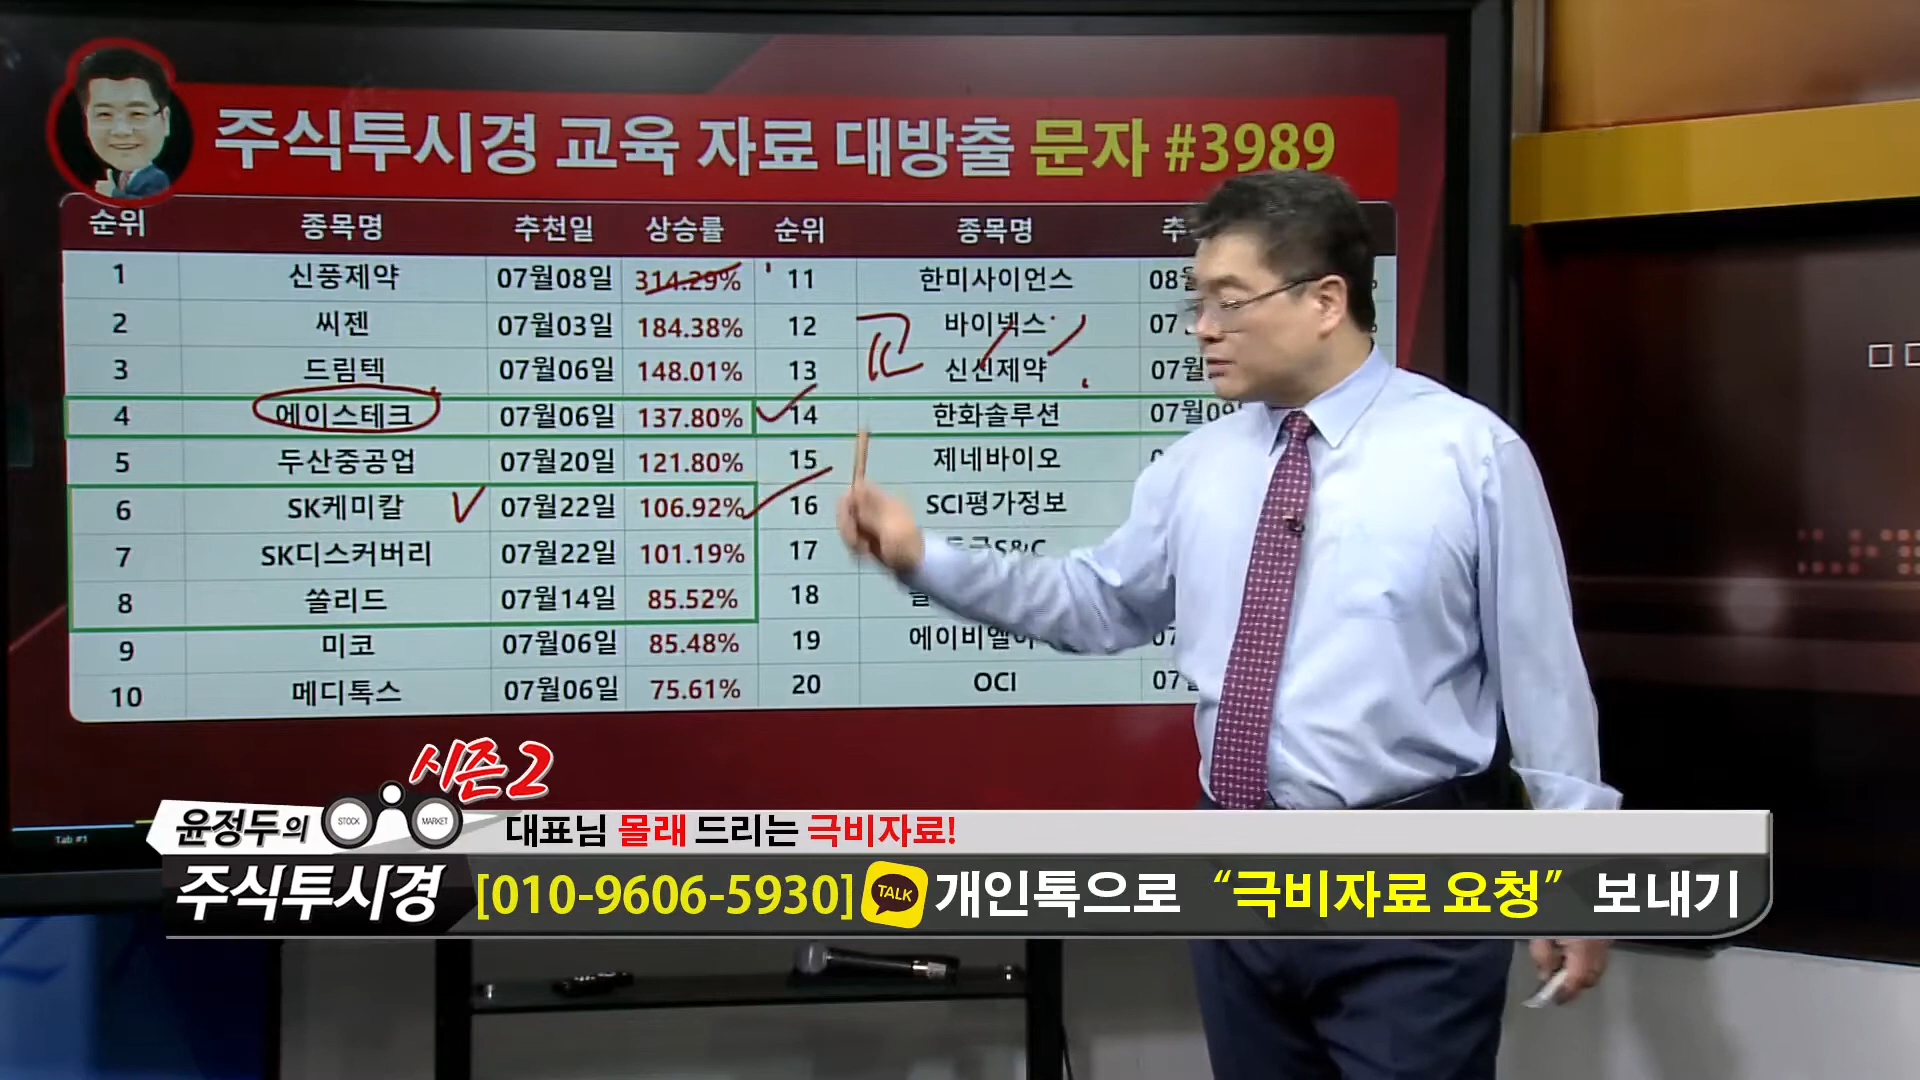 주식투시경 교육 자료 대방출 문자 #3989
순위 종목명 추천일 상승률 순위 종목명
1 신풍제약 07월08일 314.29% 11 한미사이언스
2 씨젠 07월03일 184.38% 12 바이넥스
3 드림텍 07월06일 148.01% 13 신신제약
4 에이스테크 07월06일 137.80% 14 한화솔루션
5 두산중공업 07월20일 121.80% 15 제네바이오
6 SK케미칼 07월22일 106.92% 16 SCI평가정보
7 SK디스커버리 07월22일 101.19% 17
8 쏠리드 07월14일 85.52% 18
9 미코 07월06일 85.48% 19
10 메디톡스 07월06일 75.61% 20 OCI
시즌2
윤정두의 STOCK MARKET
주식투시경
대표님 몰래 드리는 극비자료!
[010-9606-5930] TALK 개인톡으로 “극비자료 요청” 보내기
Tab #1